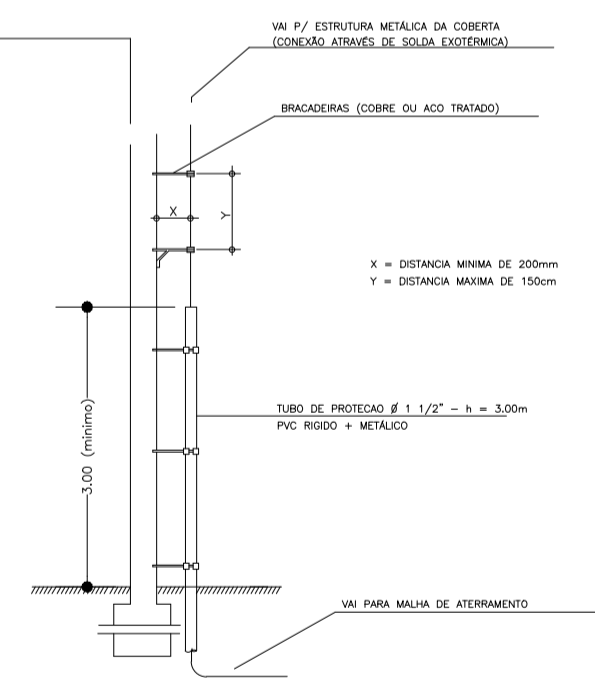 VAI P/ ESTRUTURA METÁLICA DA COBERTA
(CONEXÃO ATRAVÉS DE SOLDA EXOTÉRMICA)
BRACADEIRAS (COBRE OU ACO TRATADO)
X
Y
X = DISTANCIA MINIMA DE 200mm
Y = DISTANCIA MAXIMA DE 150cm
3.00 (minimo)
TUBO DE PROTECAO Ø 1 1/2" - h = 3.00m
PVC RIGIDO + METÁLICO
VAI PARA MALHA DE ATERRAMENTO